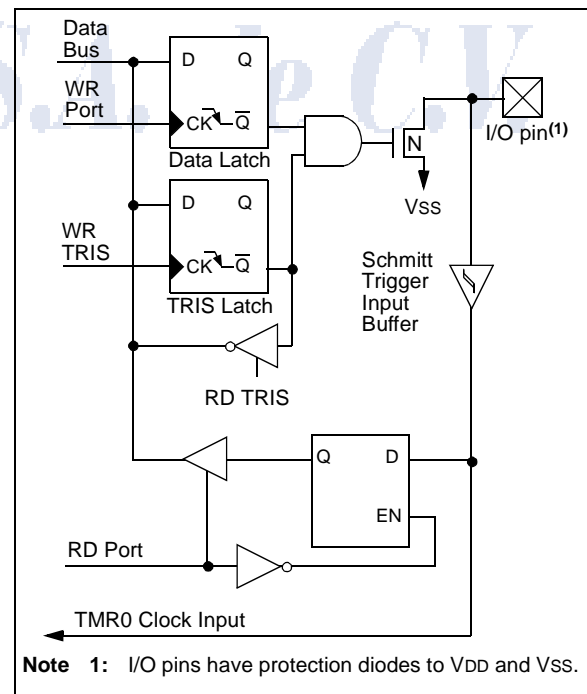 S.A. de C.V.
Data
Bus
D Q
WR
Port
CK Q
I/O pin(1)
N
Data Latch
VSS
D Q
WR
TRIS
CK Q
Schmitt
Trigger
Input
Buffer
TRIS Latch
RD TRIS
Q D
EN
RD Port
TMR0 Clock Input
Note 1: I/O pins have protection diodes to VDD and VSS.